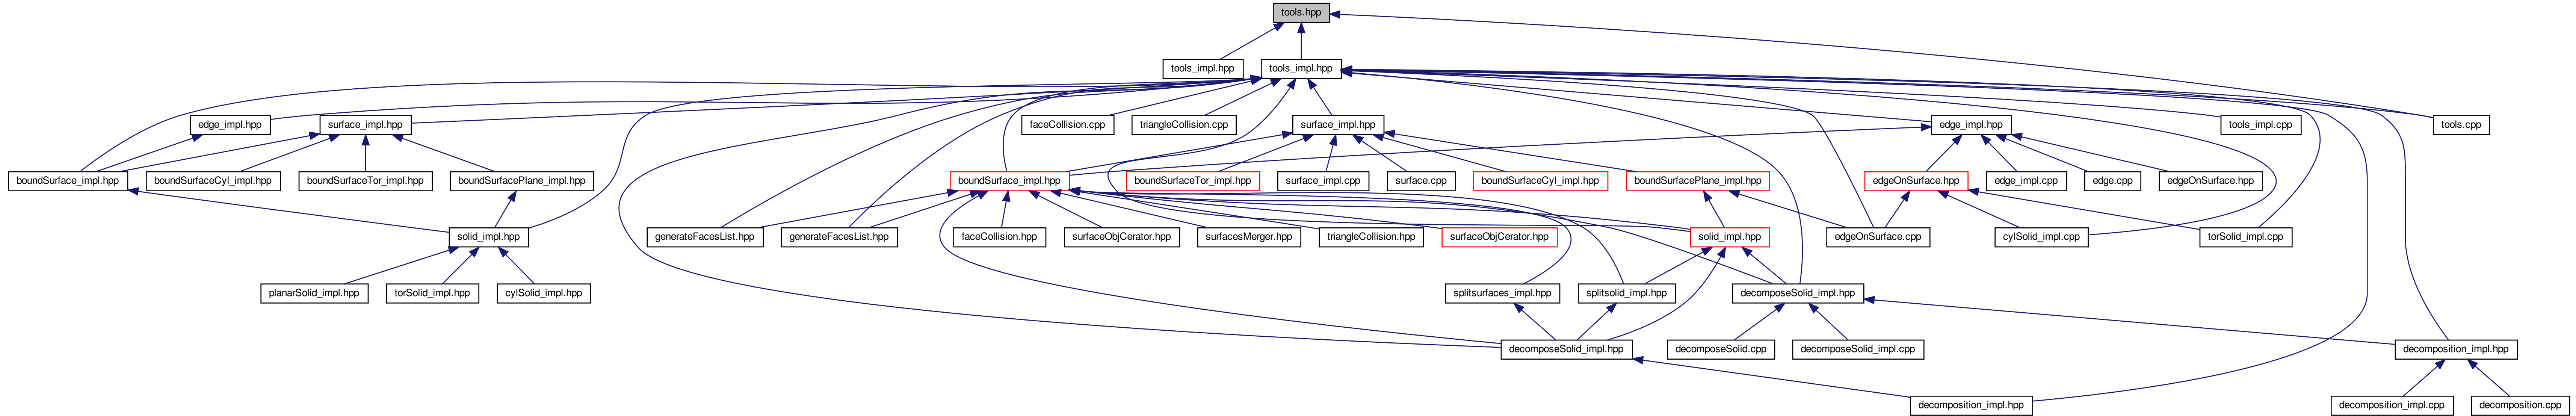 tools.hpp
tools_impl.hpp
tools_impl.hpp
edge_impl.hpp
surface_impl.hpp
faceCollision.cpp
triangleCollision.cpp
surface_impl.hpp
edge_impl.hpp
tools_impl.cpp
tools.cpp
boundSurface_impl.hpp
boundSurfaceCyl_impl.hpp
boundSurfaceTor_impl.hpp
boundSurfacePlane_impl.hpp
boundSurface_impl.hpp
boundSurfaceTor_impl.hpp
surface_impl.cpp
surface.cpp
boundSurfaceCyl_impl.hpp
boundSurfacePlane_impl.hpp
edgeOnSurface.hpp
edge_impl.cpp
edge.cpp
edgeOnSurface.hpp
solid_impl.hpp
generateFacesList.hpp
generateFacesList.hpp
faceCollision.hpp
surfaceObjCerator.hpp
surfacesMerger.hpp
triangleCollision.hpp
surfaceObjCerator.hpp
solid_impl.hpp
edgeOnSurface.cpp
cylSolid_impl.cpp
torSolid_impl.cpp
planarSolid_impl.hpp
torSolid_impl.hpp
cylSolid_impl.hpp
splitsurfaces_impl.hpp
splitsolid_impl.hpp
decomposeSolid_impl.hpp
decomposeSolid_impl.hpp
decomposeSolid.cpp
decomposeSolid_impl.cpp
decomposition_impl.hpp
decomposition_impl.hpp
decomposition_impl.cpp
decomposition.cpp